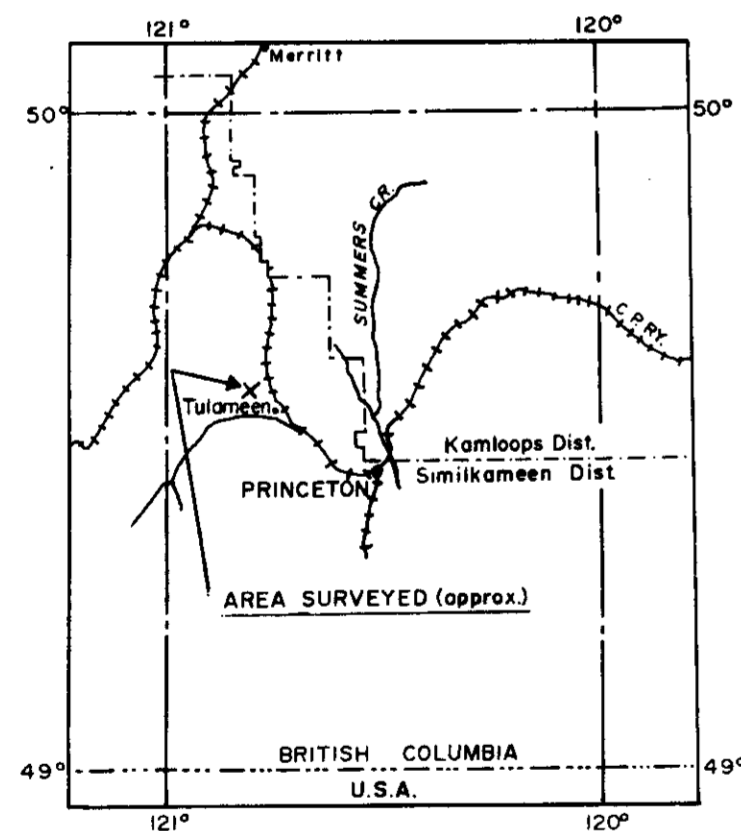 121° 120°
Merritt
50° 50°
SUMMERS CR.
C.P.RY.
Tulameen
Kamloops Dist.
Similkameen Dist
PRINCETON
AREA SURVEYED (approx.)
BRITISH COLUMBIA
49° 49°
U.S.A.
121° 120°